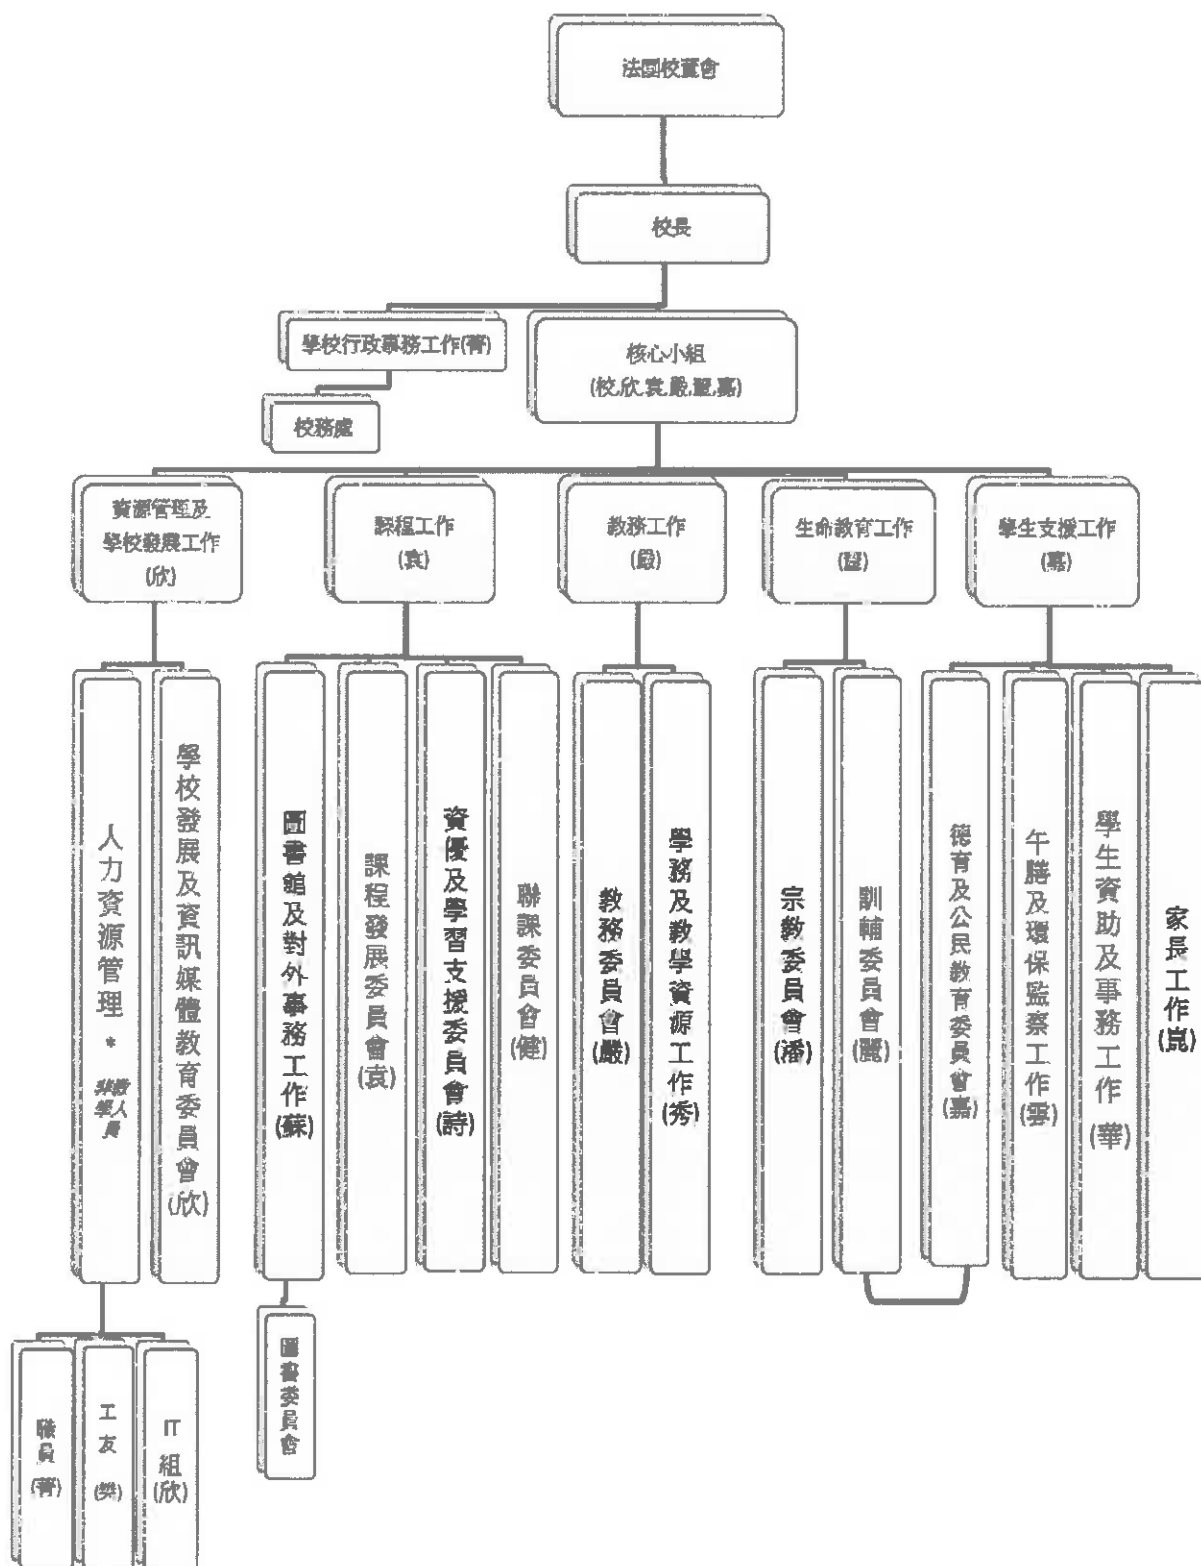 法團校董會
校長
學校行政事務工作(菁)
校務處
核心小組
(校,欣,袁,嚴,麗,嘉)
資源管理及
學校發展工作
(欣)
課程工作
(袁)
教務工作
(嚴)
生命教育工作
學生支援工作
(嘉)
人力資源管理 * 非教學人員
學校發展及資訊媒體教育委員會(欣)
圖書館及對外事務工作(蘇)
課程發展委員會(袁)
資優及學習支援委員會(詩)
聯課委員會(健)
教務委員會(嚴)
學務及教學資源工作(秀)
宗教委員會(潘)
訓輔委員會(麗)
德育及公民教育委員會(嘉)
午膳及環保監察工作(雲)
學生資助及事務工作(華)
家長工作(崑)
職員(菁)
工友(樂)
IT組(欣)
圖書委員會